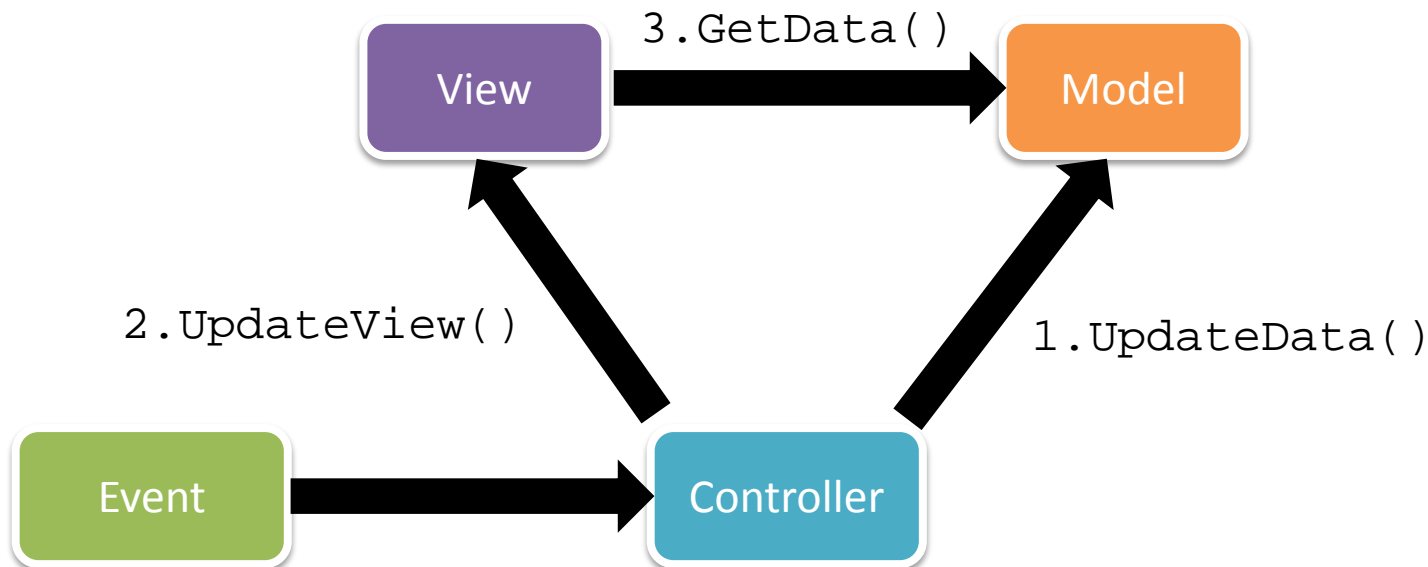 3.GetData()
View
Model
2.UpdateView()
1.UpdateData()
Event
Controller